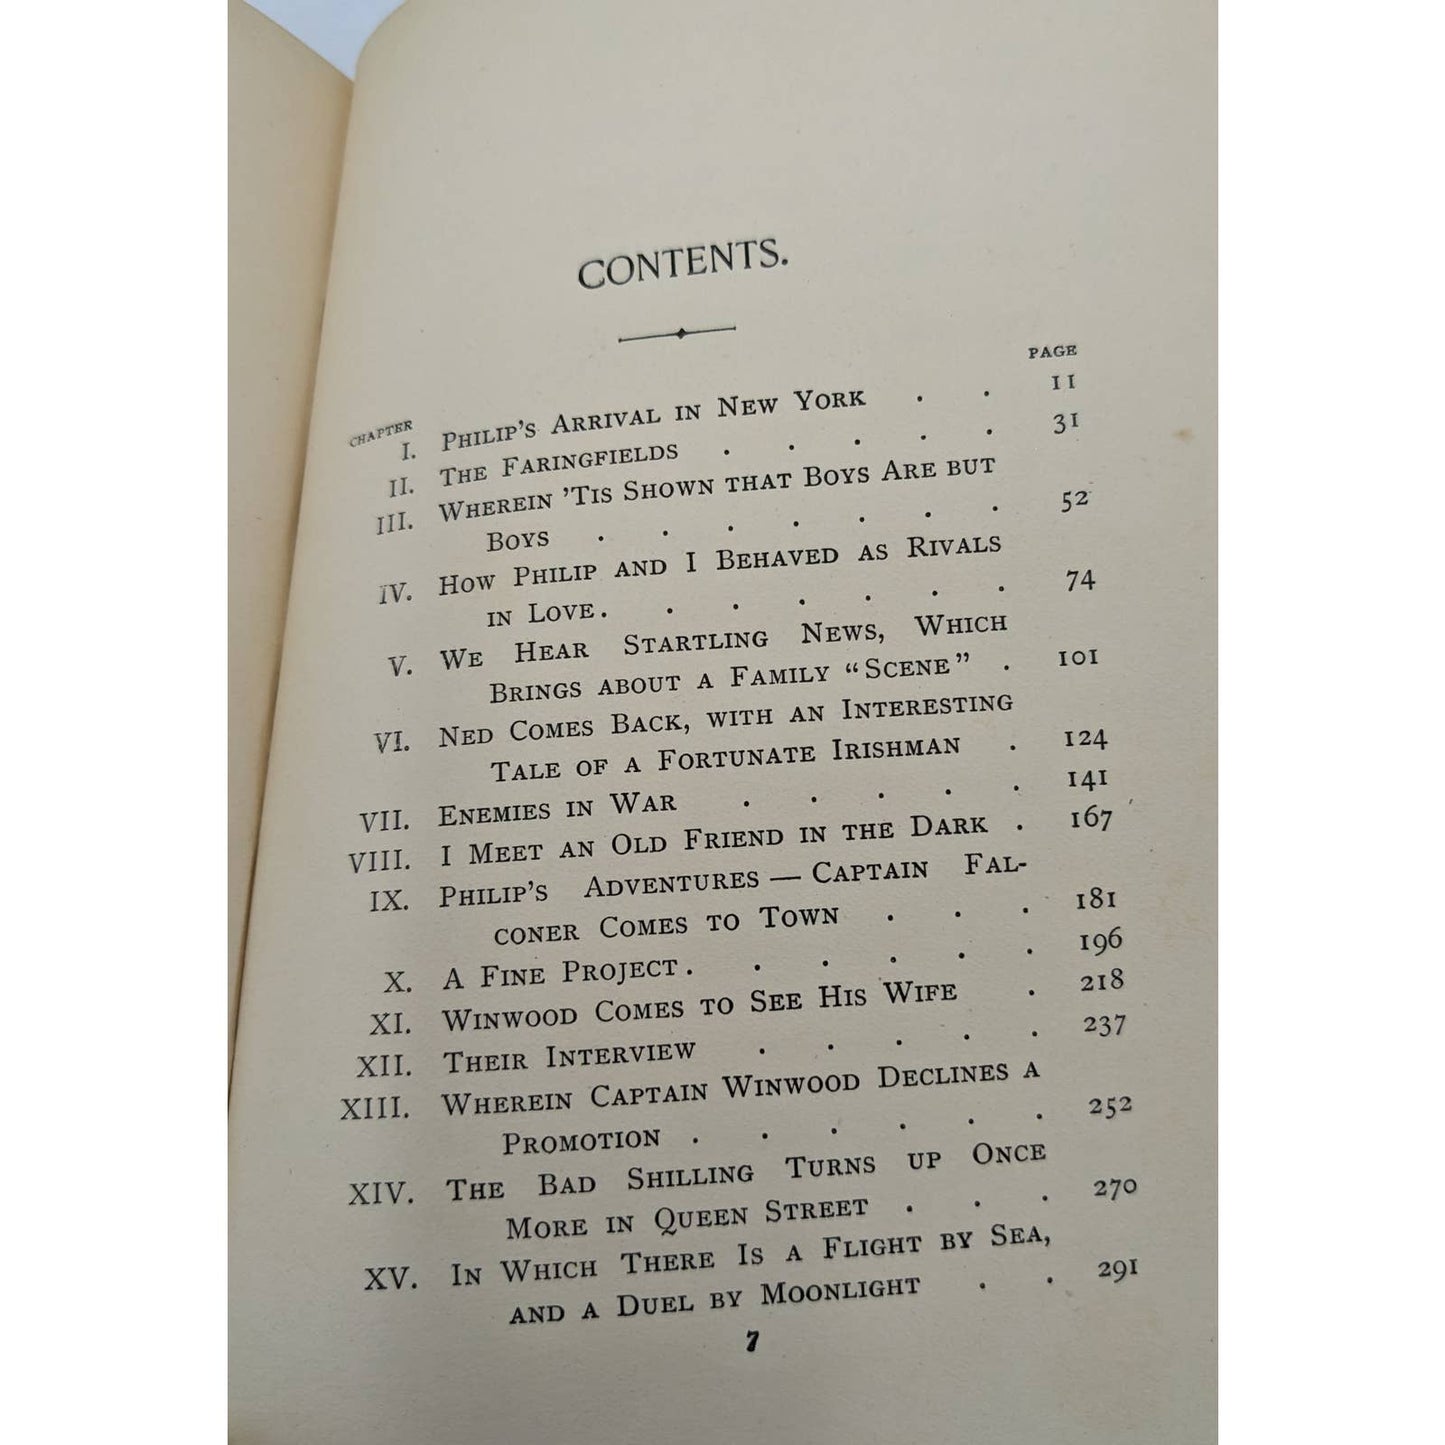 CONTENTS.
PAGE
CHAPTER
I. PHILIP'S ARRIVAL IN NEW YORK . . 11
II. THE FARINGFIELDS . . . . . 31
III. WHEREIN 'TIS SHOWN THAT BOYS ARE BUT
BOYS . . . . . . . 52
IV. HOW PHILIP AND I BEHAVED AS RIVALS
IN LOVE. . . . . . . 74
V. WE HEAR STARTLING NEWS, WHICH
BRINGS ABOUT A FAMILY “SCENE” . 101
VI. NED COMES BACK, WITH AN INTERESTING
TALE OF A FORTUNATE IRISHMAN . 124
VII. ENEMIES IN WAR . . . . . 141
VIII. I MEET AN OLD FRIEND IN THE DARK . 167
IX. PHILIP'S ADVENTURES — CAPTAIN FAL-
CONER COMES TO TOWN . . . 181
X. A FINE PROJECT. . . . . . 196
XI. WINWOOD COMES TO SEE HIS WIFE . 218
XII. THEIR INTERVIEW . . . . . 237
XIII. WHEREIN CAPTAIN WINWOOD DECLINES A
PROMOTION . . . . . . 252
XIV. THE BAD SHILLING TURNS UP ONCE
MORE IN QUEEN STREET . . . 270
XV. IN WHICH THERE IS A FLIGHT BY SEA,
AND A DUEL BY MOONLIGHT . . 291
7